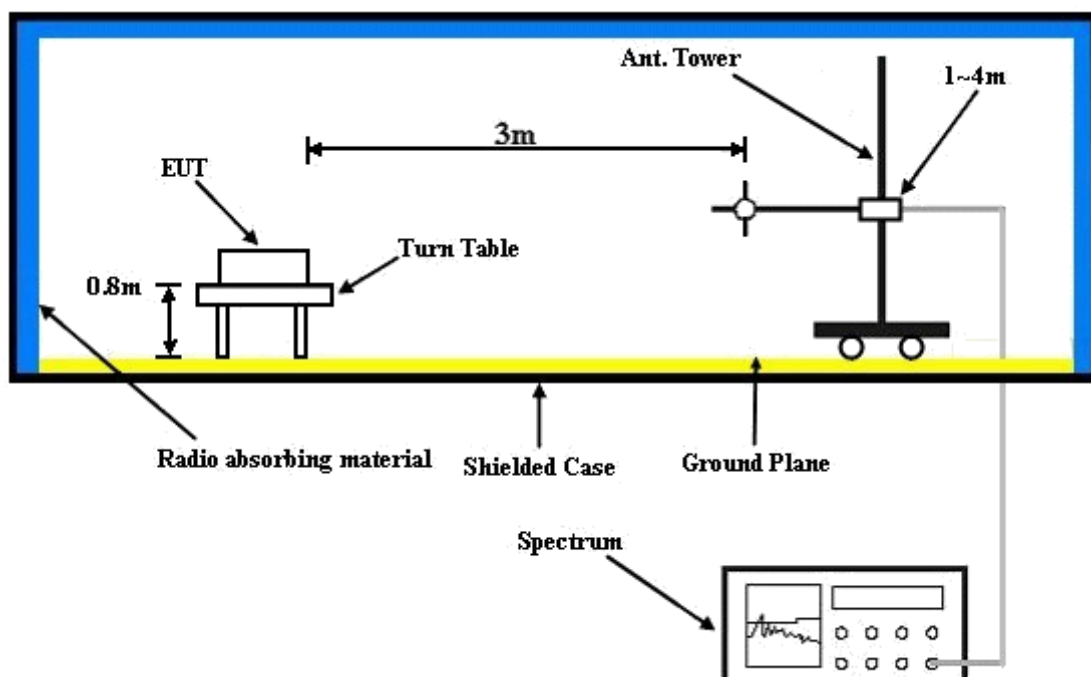 Ant. Tower
1~4m
3m
EUT
Turn Table
0.8m
Radio absorbing material
Shielded Case
Ground Plane
Spectrum